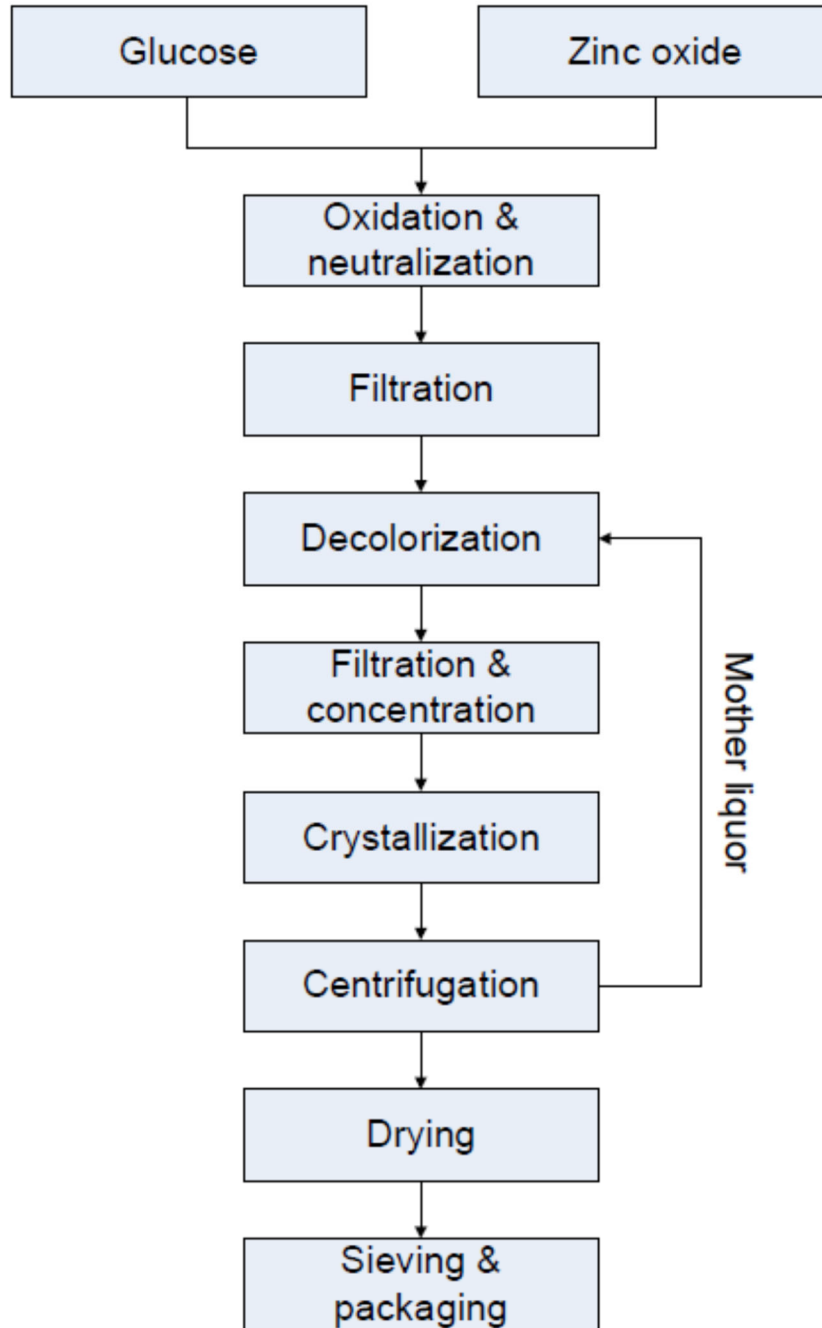 Glucose
Zinc oxide
Oxidation &
neutralization
Filtration
Decolorization
Filtration &
concentration
Mother liquor
Crystallization
Centrifugation
Drying
Sieving &
packaging